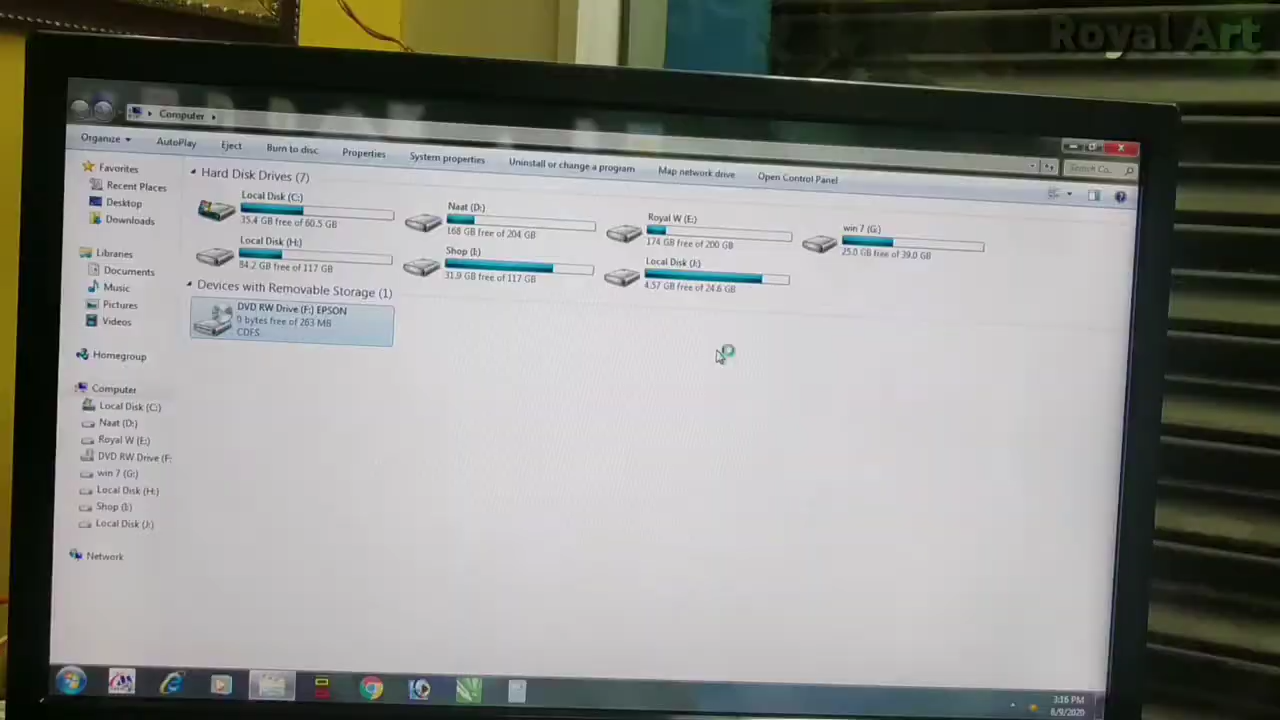 Royal Art
Computer
Organize
AutoPlay
Eject
Burn to disc
Properties
System properties
Uninstall or change a program
Map network drive
Open Control Panel
Search Co...
Favorites
Recent Places
Desktop
Downloads
Libraries
Documents
Music
Pictures
Videos
Homegroup
Computer
Local Disk (C:)
Naat (D:)
Royal W (E:)
DVD RW Drive (F:
win 7 (G:)
Local Disk (H:)
Shop (I:)
Local Disk (J:)
Network
Hard Disk Drives (7)
Local Disk (C:)
35.4 GB free of 60.5 GB
Naat (D:)
168 GB free of 204 GB
Royal W (E:)
174 GB free of 200 GB
win 7 (G:)
25.0 GB free of 39.0 GB
Local Disk (H:)
84.2 GB free of 117 GB
Shop (I:)
31.9 GB free of 117 GB
Local Disk (J:)
4.57 GB free of 24.6 GB
Devices with Removable Storage (1)
DVD RW Drive (F:) EPSON
0 bytes free of 263 MB
CDFS
3:16 PM
8/9/2020